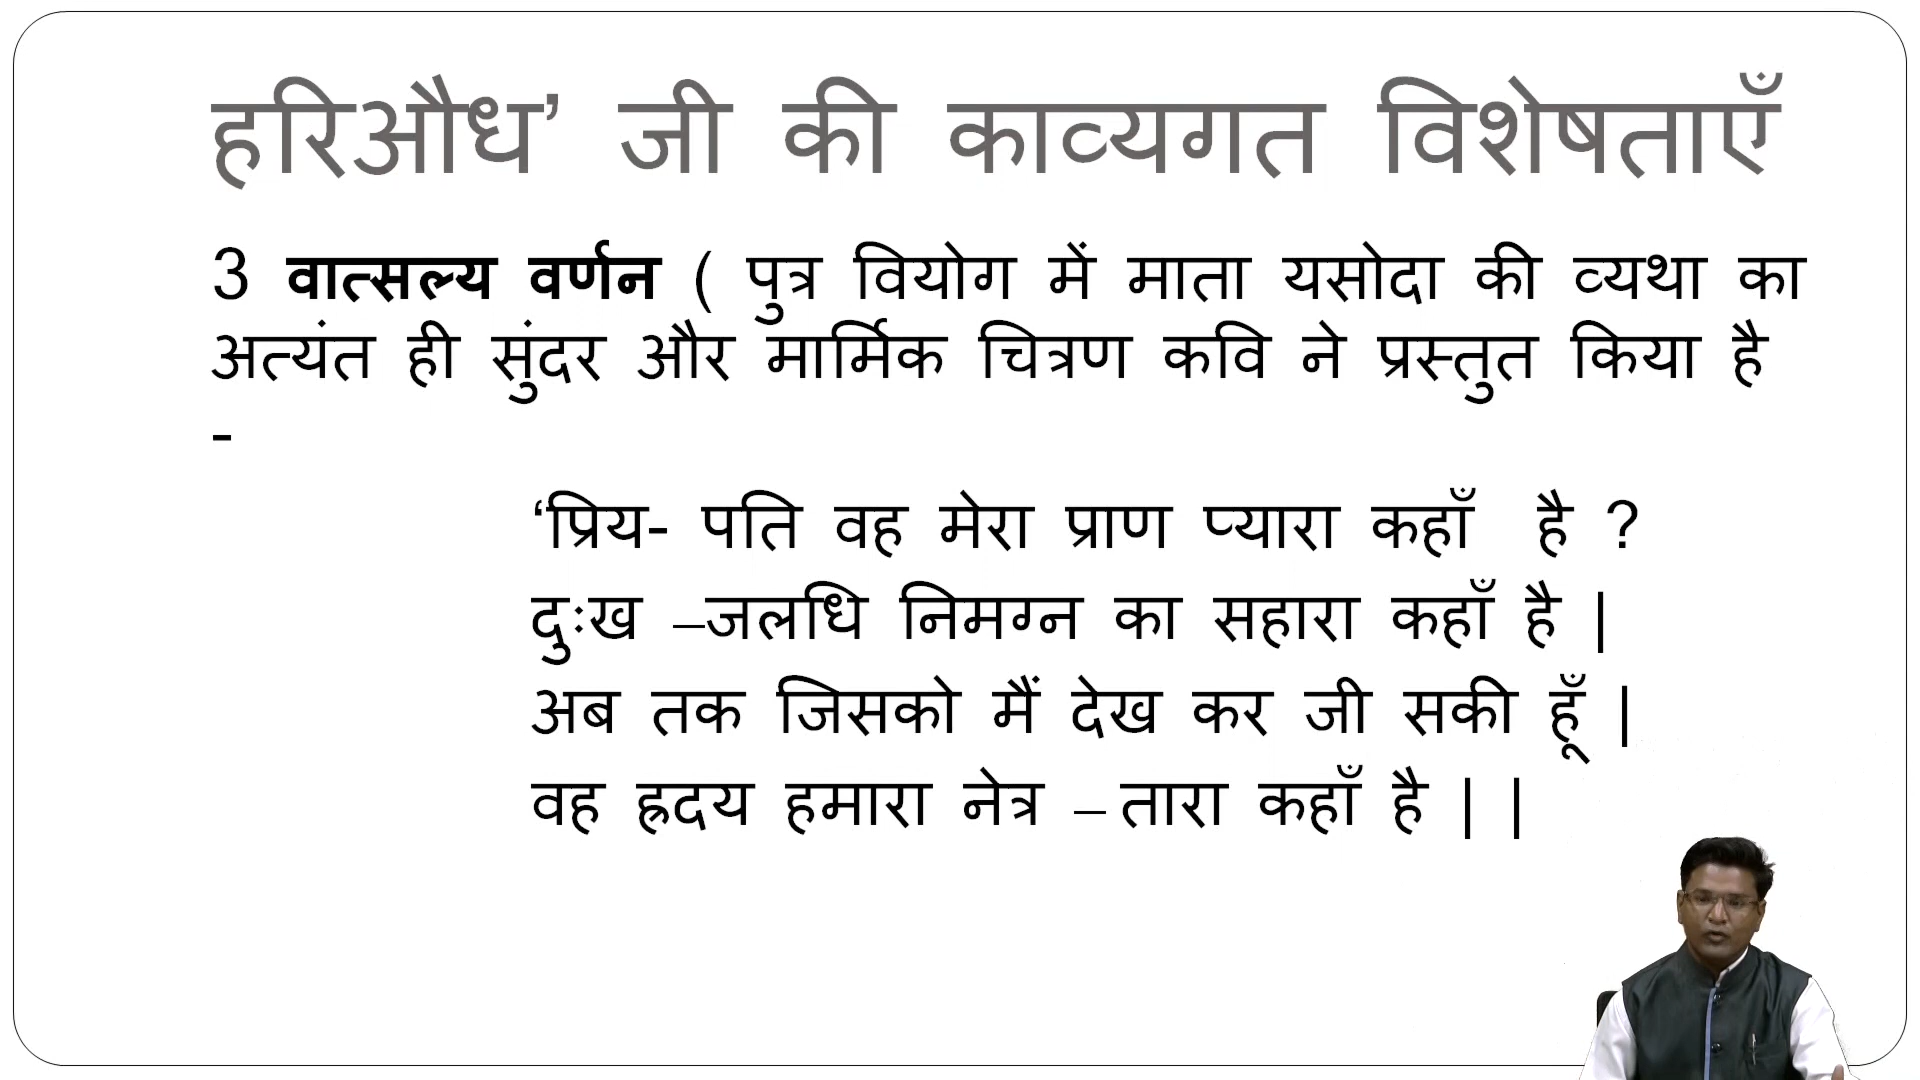 हरिऔध’ जी की काव्यगत विशेषताएँ
3 वात्सल्य वर्णन ( पुत्र वियोग में माता यसोदा की व्यथा का
अत्यंत ही सुंदर और मार्मिक चित्रण कवि ने प्रस्तुत किया है
-
‘प्रिय- पति वह मेरा प्राण प्यारा कहाँ है ?
दुःख –जलधि निमग्न का सहारा कहाँ है |
अब तक जिसको मैं देख कर जी सकी हूँ |
वह ह्रदय हमारा नेत्र – तारा कहाँ है | |